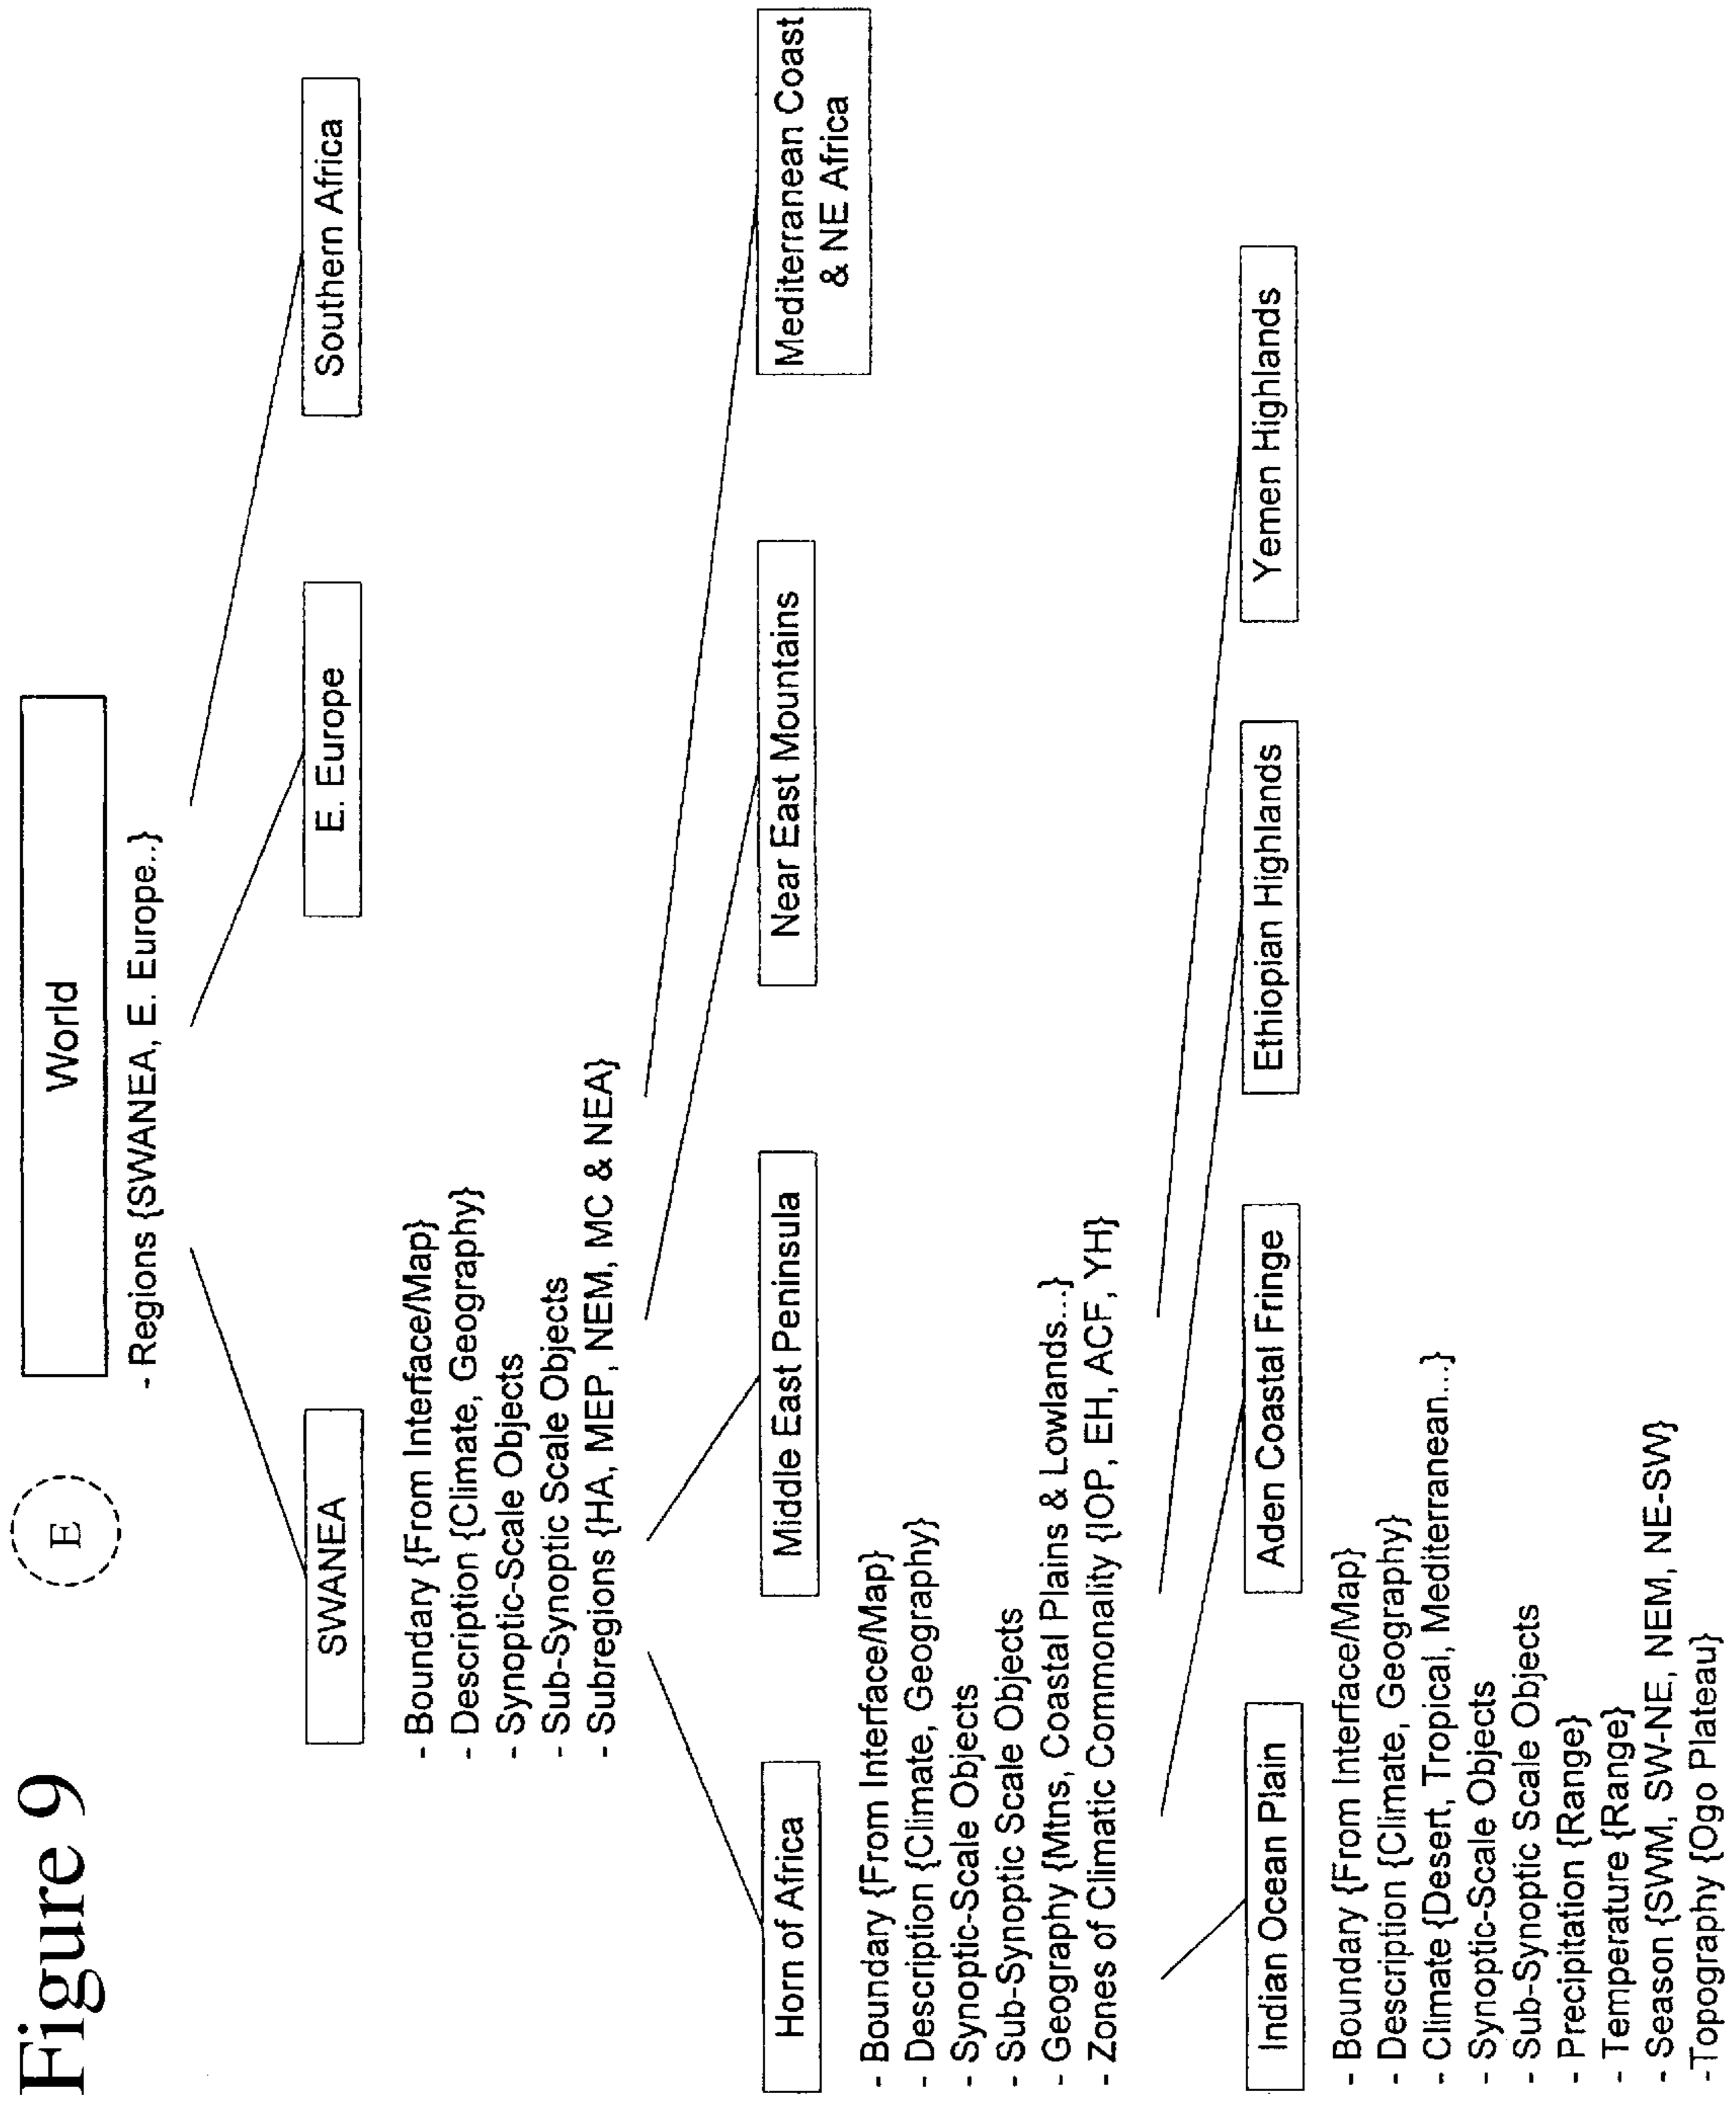 Figure 9
E
World
- Regions {SWANEA, E. Europe..}
SWANEA
E. Europe
Southern Africa
- Boundary {From Interface/Map}
- Description {Climate, Geography}
- Synoptic-Scale Objects
- Sub-Synoptic Scale Objects
- Subregions {HA, MEP, NEM, MC & NEA}
Horn of Africa
Middle East Peninsula
Near East Mountains
Mediterranean Coast
& NE Africa
- Boundary {From Interface/Map}
- Description {Climate, Geography}
- Synoptic-Scale Objects
- Sub-Synoptic Scale Objects
- Geography {Mtns, Coastal Plains & Lowlands...}
- Zones of Climatic Commonality {IOP, EH, ACF, YH}
Indian Ocean Plain
Aden Coastal Fringe
Ethiopian Highlands
Yemen Highlands
- Boundary {From Interface/Map}
- Description {Climate, Geography}
- Climate {Desert, Tropical, Mediterranean...}
- Synoptic-Scale Objects
- Sub-Synoptic Scale Objects
- Precipitation {Range}
- Temperature {Range}
- Season {SWM, SW-NE, NEM, NE-SW}
-Topography {Ogo Plateau}